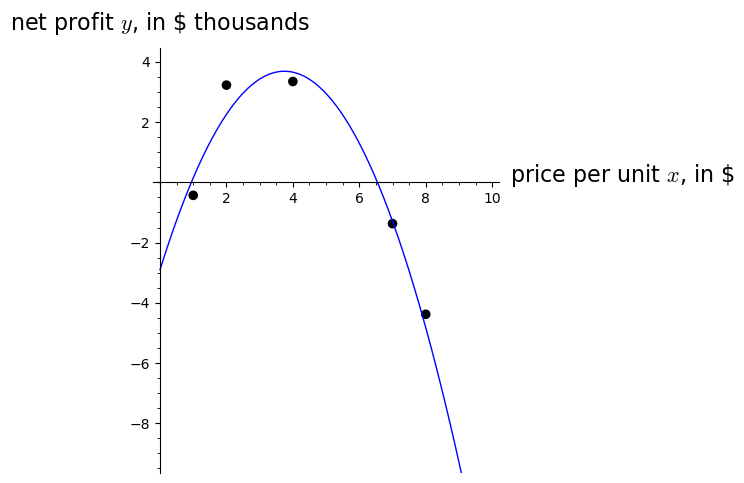 net profit y, in $ thousands
4
2
price per unit x, in $
2 4 6 8 10
−2
−4
−6
−8